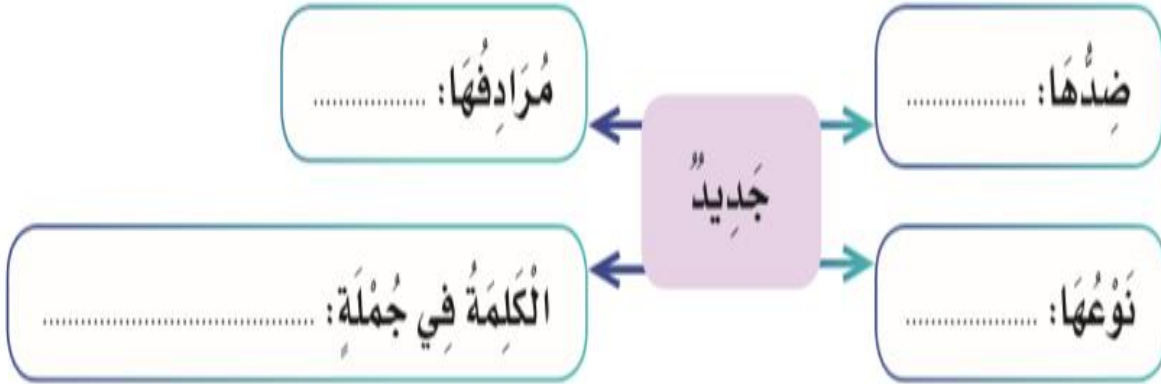 ضِدُّهَا: ..................
مُرَادِفُهَا: .................
جَدِيدٌ
نَوْعُهَا: ....................
الْكَلِمَةُ فِي جُمْلَةٍ: ..........................................